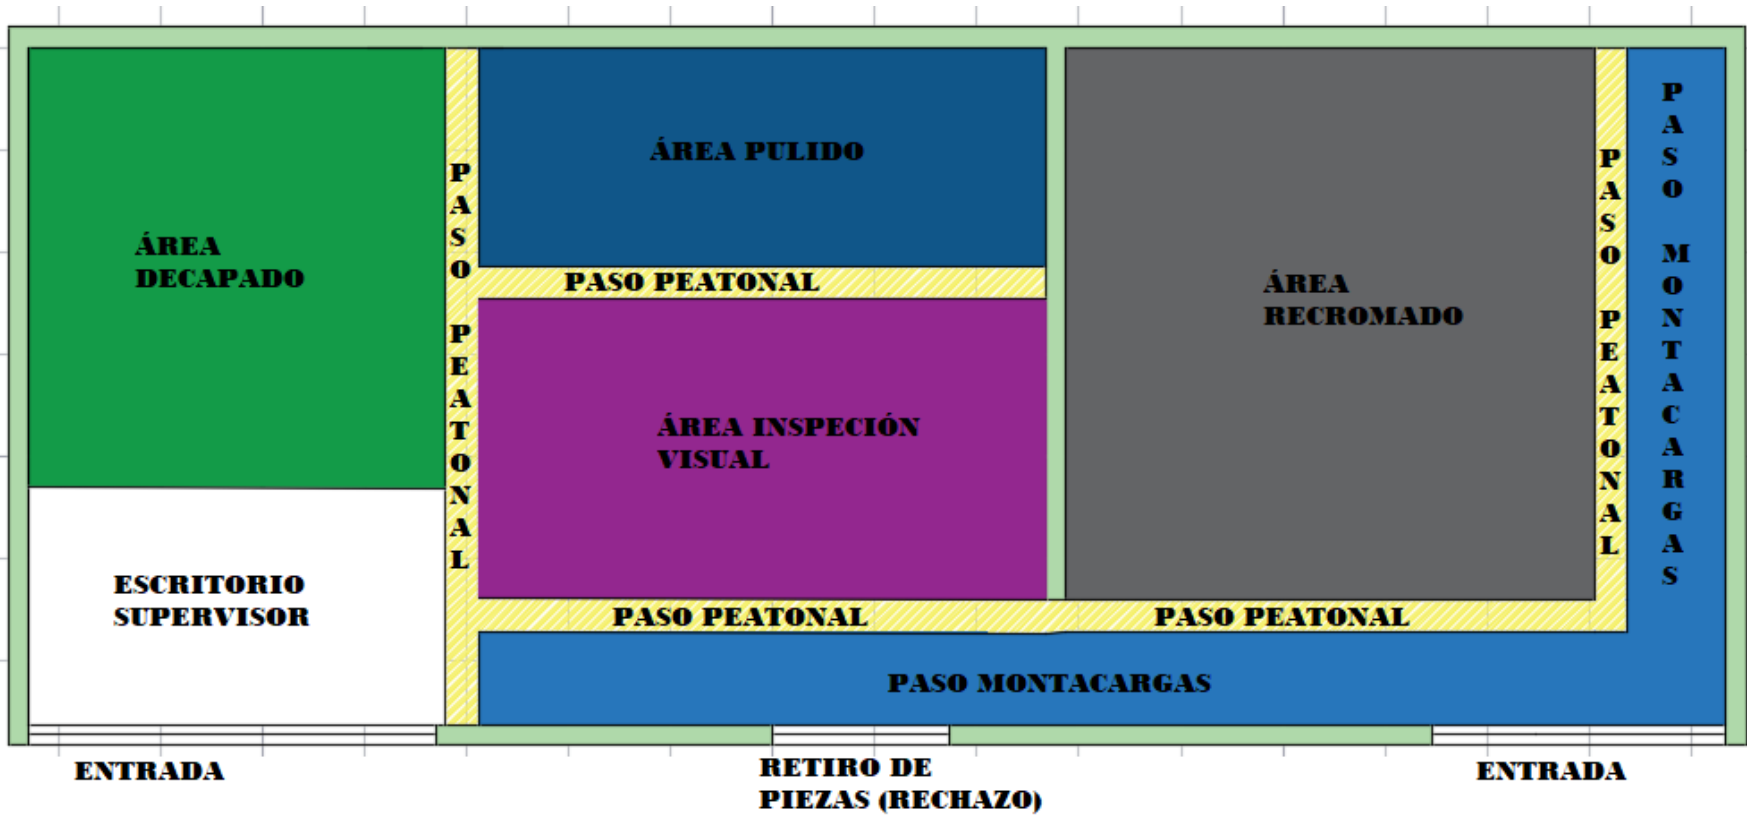 ÁREA
DECAPADO
PASO PEATONAL
ÁREA PULIDO
PASO PEATONAL
ÁREA INSPECIÓN
VISUAL
ÁREA
RECROMADO
PASO PEATONAL
PASO MONTACARGAS
ESCRITORIO
SUPERVISOR
PASO PEATONAL
PASO PEATONAL
PASO MONTACARGAS
ENTRADA
RETIRO DE
PIEZAS (RECHAZO)
ENTRADA